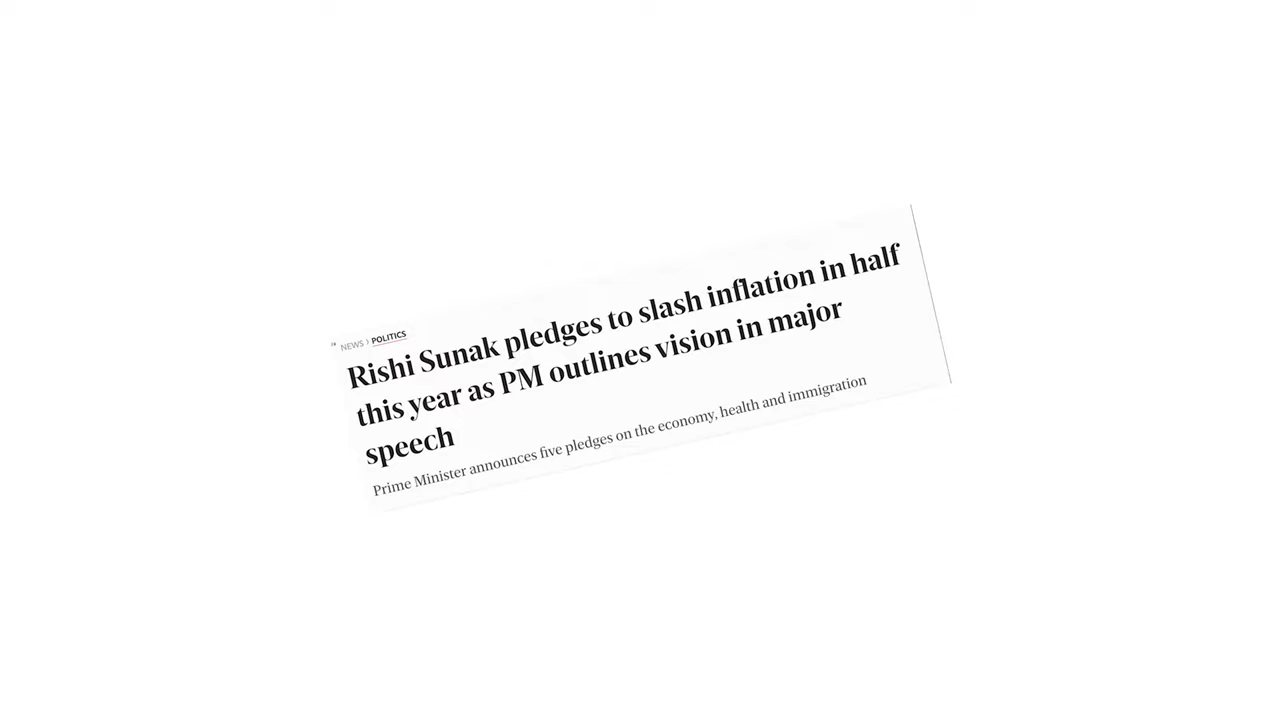 NEWS > POLITICS
Rishi Sunak pledges to slash inflation in half
this year as PM outlines vision in major
speech
Prime Minister announces five pledges on the economy, health and immigration